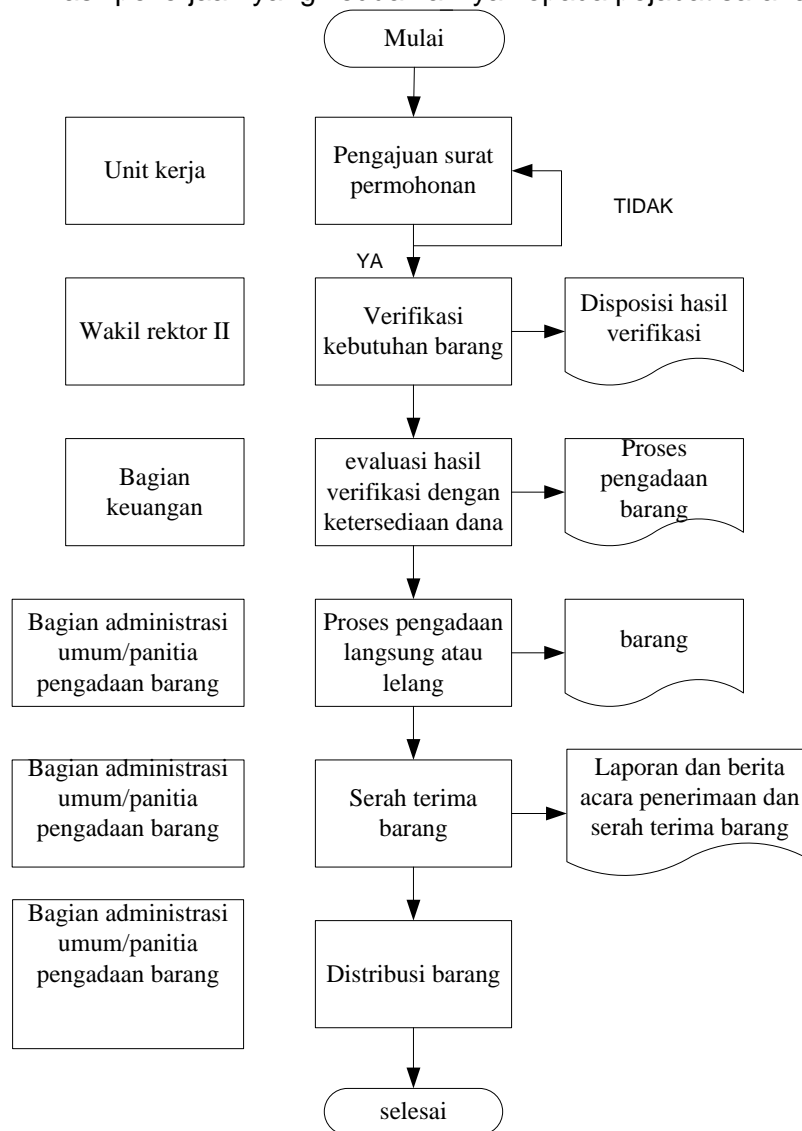 Mulai
Unit kerja
Pengajuan surat
permohonan
TIDAK
YA
Wakil rektor II
Verifikasi
kebutuhan barang
Disposisi hasil
verifikasi
Bagian
keuangan
evaluasi hasil
verifikasi dengan
ketersediaan dana
Proses
pengadaan
barang
Bagian administrasi
umum/panitia
pengadaan barang
Proses pengadaan
langsung atau
lelang
barang
Bagian administrasi
umum/panitia
pengadaan barang
Serah terima
barang
Laporan dan berita
acara penerimaan dan
serah terima barang
Bagian administrasi
umum/panitia
pengadaan barang
Distribusi barang
selesai